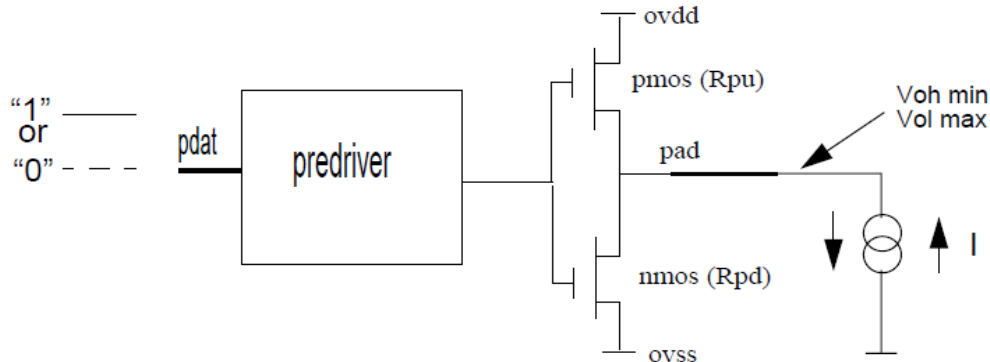 ovdd
pmos (Rpu)
Voh min
Vol max
“1”
or
“0”
pdat
predriver
pad
I
nmos (Rpd)
ovss